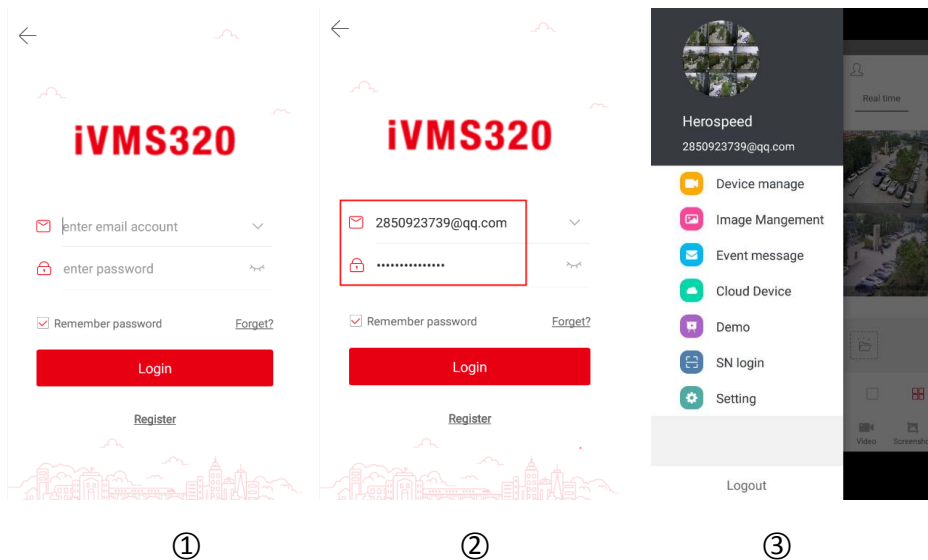 iVMS320
enter email account
enter password
Remember password Forget?
Login
Register
iVMS320
2850923739@qq.com
•••••••••••••••
Remember password Forget?
Login
Register
Herospeed
2850923739@qq.com
Device manage
Image Mangement
Event message
Cloud Device
Demo
SN login
Setting
Logout
Real time
Video
① ② ③